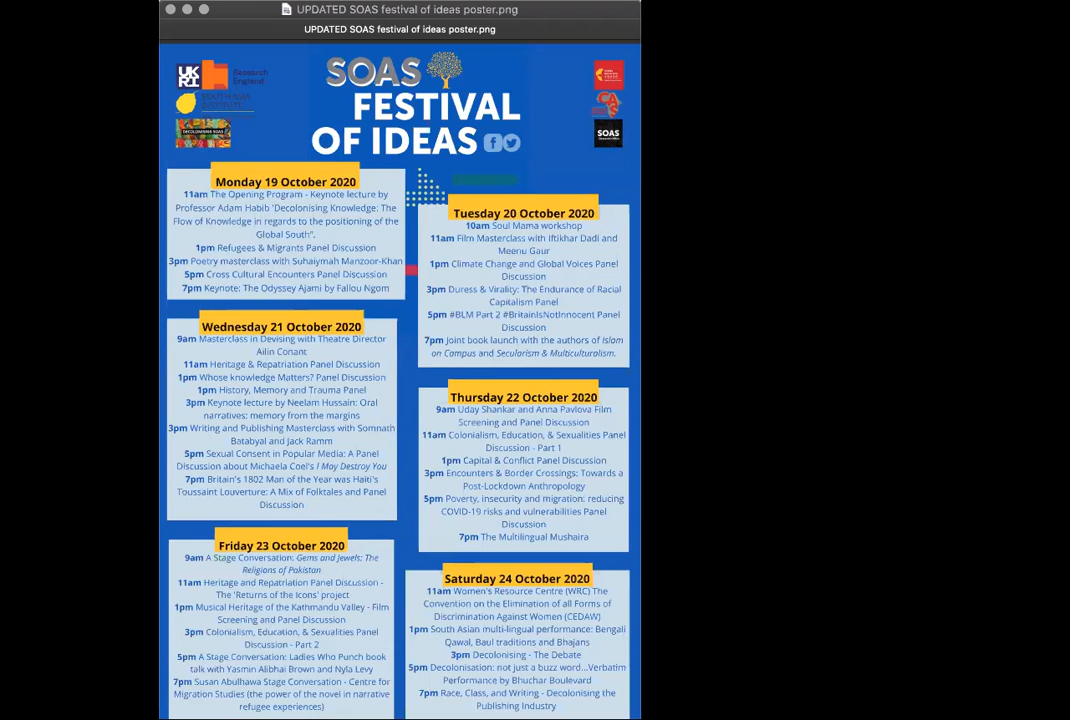 UPDATED SOAS festival of ideas poster.png
UPDATED SOAS festival of ideas poster.png
UK
RI
Research
England
SOUTH ASIA
INSTITUTE
DECOLONISING SOAS
SOAS
FESTIVAL
OF IDEAS
CAS
SOAS
Monday 19 October 2020
11am The Opening Program - Keynote lecture by
Professor Adam Habib 'Decolonising Knowledge: The
Flow of Knowledge in regards to the positioning of the
Global South".
1pm Refugees & Migrants Panel Discussion
3pm Poetry masterclass with Suhaiymah Manzoor-Khan
5pm Cross Cultural Encounters Panel Discussion
7pm Keynote: The Odyssey Ajami by Fallou Ngom
Tuesday 20 October 2020
10am Soul Mama workshop
11am Film Masterclass with Iftikhar Dadi and
Meenu Gaur
1pm Climate Change and Global Voices Panel
Discussion
3pm Duress & Virality: The Endurance of Racial
Capitalism Panel
5pm #BLM Part 2 #BritainIsNotInnocent Panel
Discussion
7pm Joint book launch with the authors of Islam
on Campus and Secularism & Multiculturalism.
Wednesday 21 October 2020
9am Masterclass in Devising with Theatre Director
Ailin Conant
11am Heritage & Repatriation Panel Discussion
1pm Whose knowledge Matters? Panel Discussion
1pm History, Memory and Trauma Panel
3pm Keynote lecture by Neelam Hussain: Oral
narratives: memory from the margins
3pm Writing and Publishing Masterclass with Somnath
Batabyal and Jack Ramm
5pm Sexual Consent in Popular Media: A Panel
Discussion about Michaela Coel's I May Destroy You
7pm Britain's 1802 Man of the Year was Haiti's
Toussaint Louverture: A Mix of Folktales and Panel
Discussion
Thursday 22 October 2020
9am Uday Shankar and Anna Pavlova Film
Screening and Panel Discussion
11am Colonialism, Education, & Sexualities Panel
Discussion - Part 1
1pm Capital & Conflict Panel Discussion
3pm Encounters & Border Crossings: Towards a
Post-Lockdown Anthropology
5pm Poverty, insecurity and migration: reducing
COVID-19 risks and vulnerabilities Panel
Discussion
7pm The Multilingual Mushaira
Friday 23 October 2020
9am A Stage Conversation: Gems and Jewels: The
Religions of Pakistan
11am Heritage and Repatriation Panel Discussion -
The 'Returns of the Icons' project
1pm Musical Heritage of the Kathmandu Valley - Film
Screening and Panel Discussion
3pm Colonialism, Education, & Sexualities Panel
Discussion - Part 2
5pm A Stage Conversation: Ladies Who Punch book
talk with Yasmin Alibhai Brown and Nyla Levy
7pm Susan Abulhawa Stage Conversation - Centre for
Migration Studies (the power of the novel in narrative
refugee experiences)
Saturday 24 October 2020
11am Women's Resource Centre (WRC) The
Convention on the Elimination of all Forms of
Discrimination Against Women (CEDAW)
1pm South Asian multi-lingual performance: Bengali
Qawal, Baul traditions and Bhajans
3pm Decolonising - The Debate
5pm Decolonisation: not just a buzz word...Verbatim
Performance by Bhuchar Boulevard
7pm Race, Class, and Writing - Decolonising the
Publishing Industry